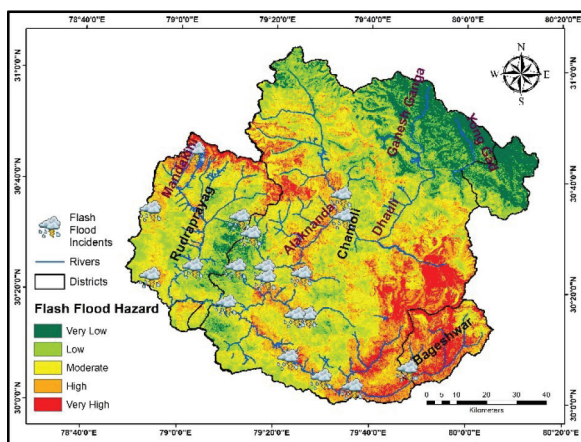 78°40'0"E 79°0'0"E 79°20'0"E 79°40'0"E 80°0'0"E 80°20'0"E
31°0'0"N
30°40'0"N
30°20'0"N
30°0'0"N
31°0'0"N
30°40'0"N
30°20'0"N
30°0'0"N
N
W E
S
Ganesh Ganga
Yong Gad
Mandakini
Rudraprayag
Alaknanda
Chamoli
Dhauli
Bageshwar
Flash
Flood
Incidents
Rivers
Districts
Flash Flood Hazard
Very Low
Low
Moderate
High
Very High
0 5 10 20 30 40
Kilometers
78°40'0"E 79°0'0"E 79°20'0"E 79°40'0"E 80°0'0"E 80°20'0"E